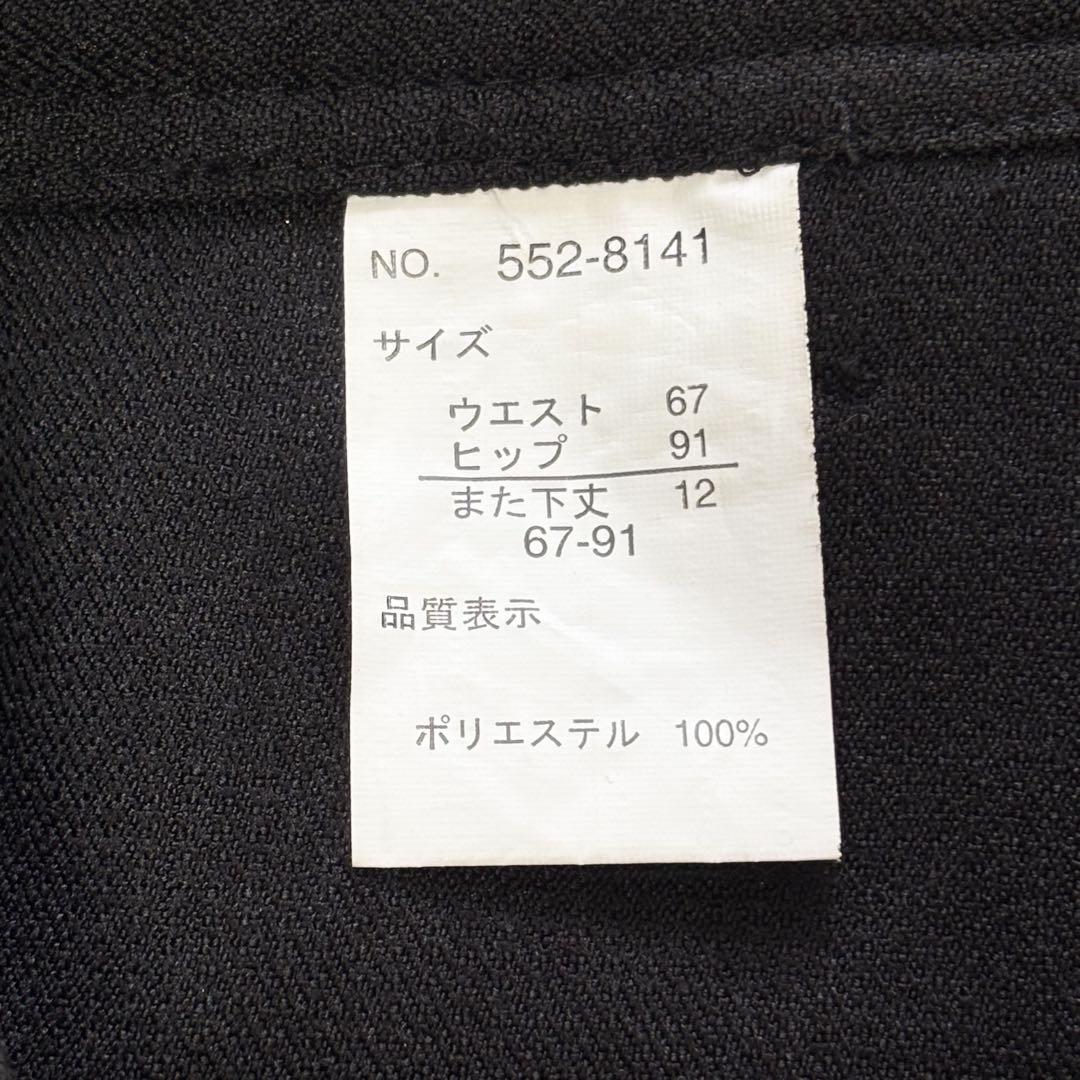 NO. 552-8141
サイズ
ウエスト 67
ヒップ 91
また下丈 12
67-91
品質表示
ポリエステル 100%